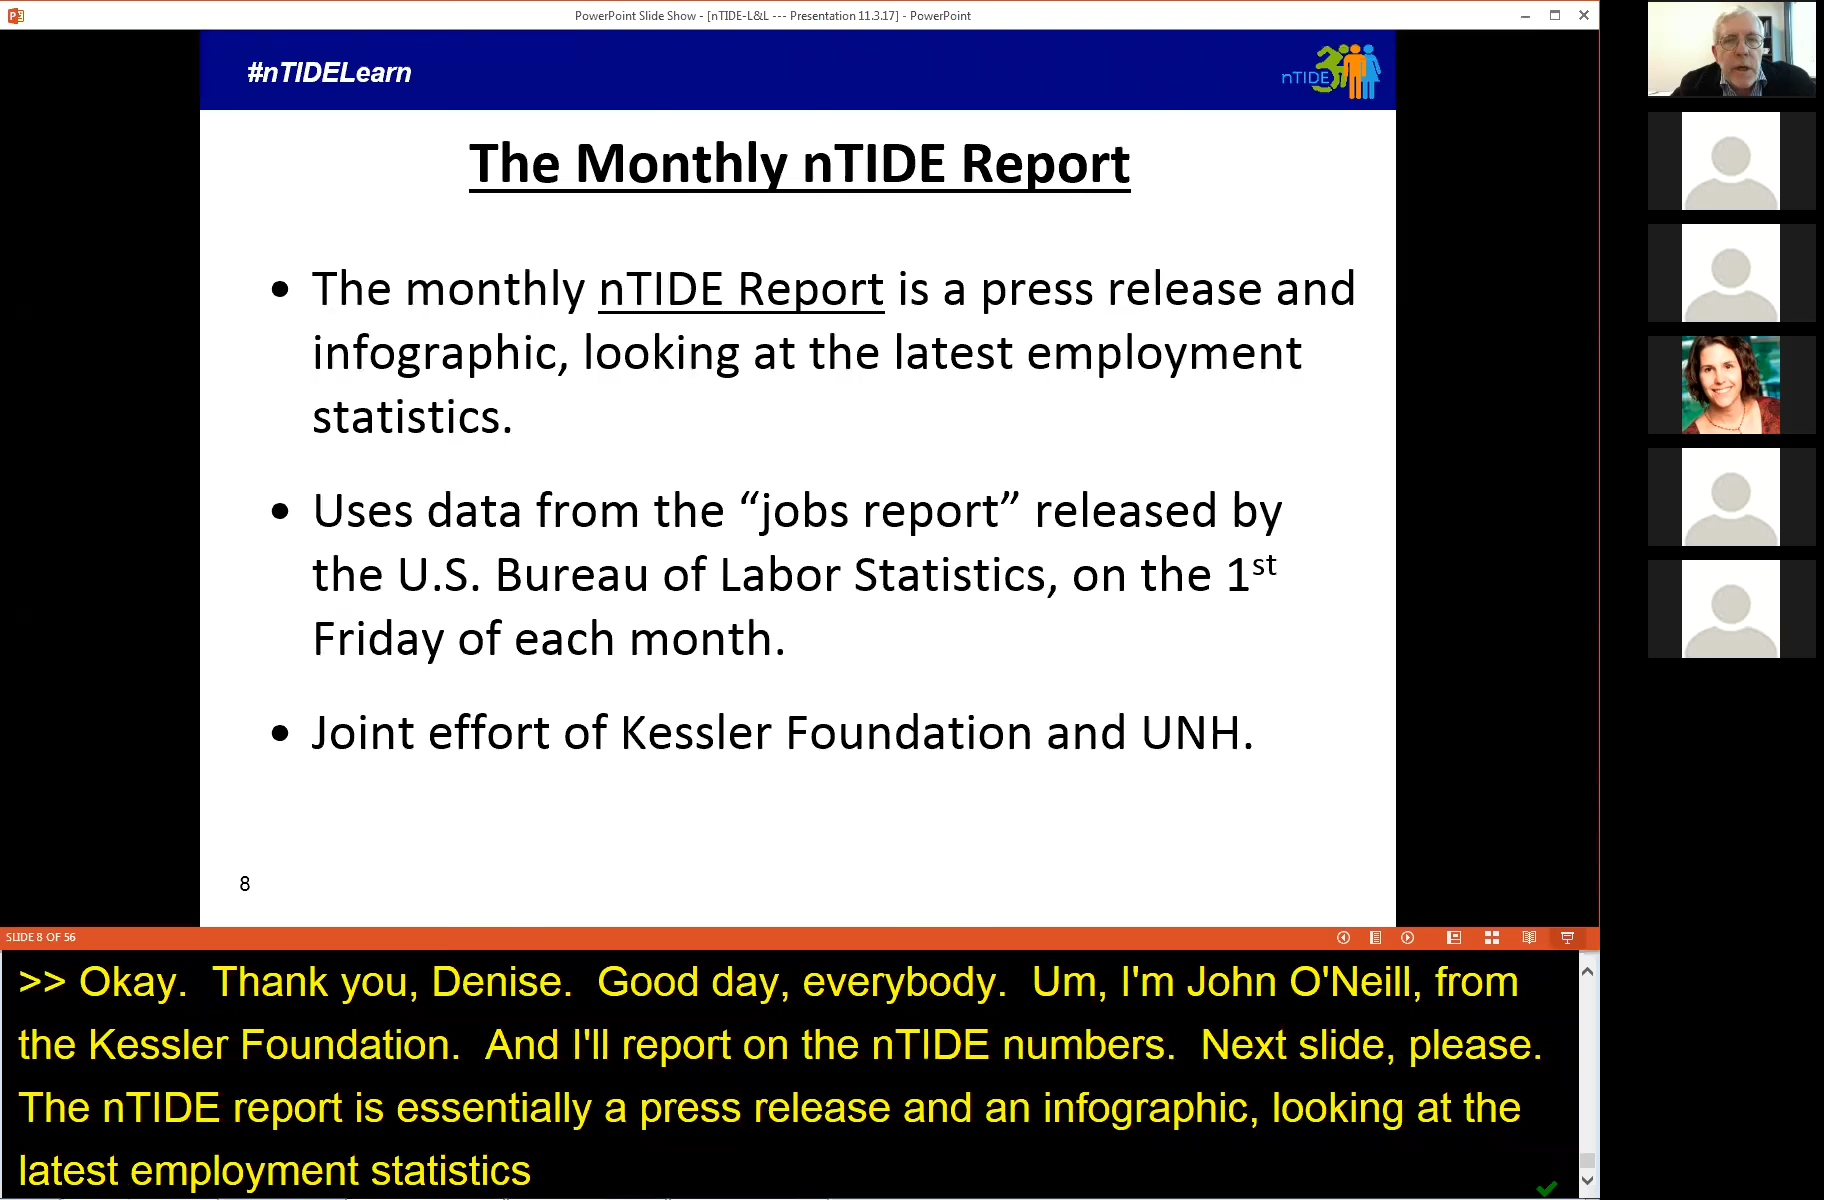 PowerPoint Slide Show - [nTIDE-L&L --- Presentation 11.3.17] - PowerPoint
#nTIDELearn
nTIDE
The Monthly nTIDE Report
• The monthly nTIDE Report is a press release and
infographic, looking at the latest employment
statistics.
• Uses data from the “jobs report” released by
the U.S. Bureau of Labor Statistics, on the 1st
Friday of each month.
• Joint effort of Kessler Foundation and UNH.
8
SLIDE 8 OF 56
>> Okay.  Thank you, Denise.  Good day, everybody.  Um, I'm John O'Neill, from
the Kessler Foundation.  And I'll report on the nTIDE numbers.  Next slide, please.
The nTIDE report is essentially a press release and an infographic, looking at the
latest employment statistics